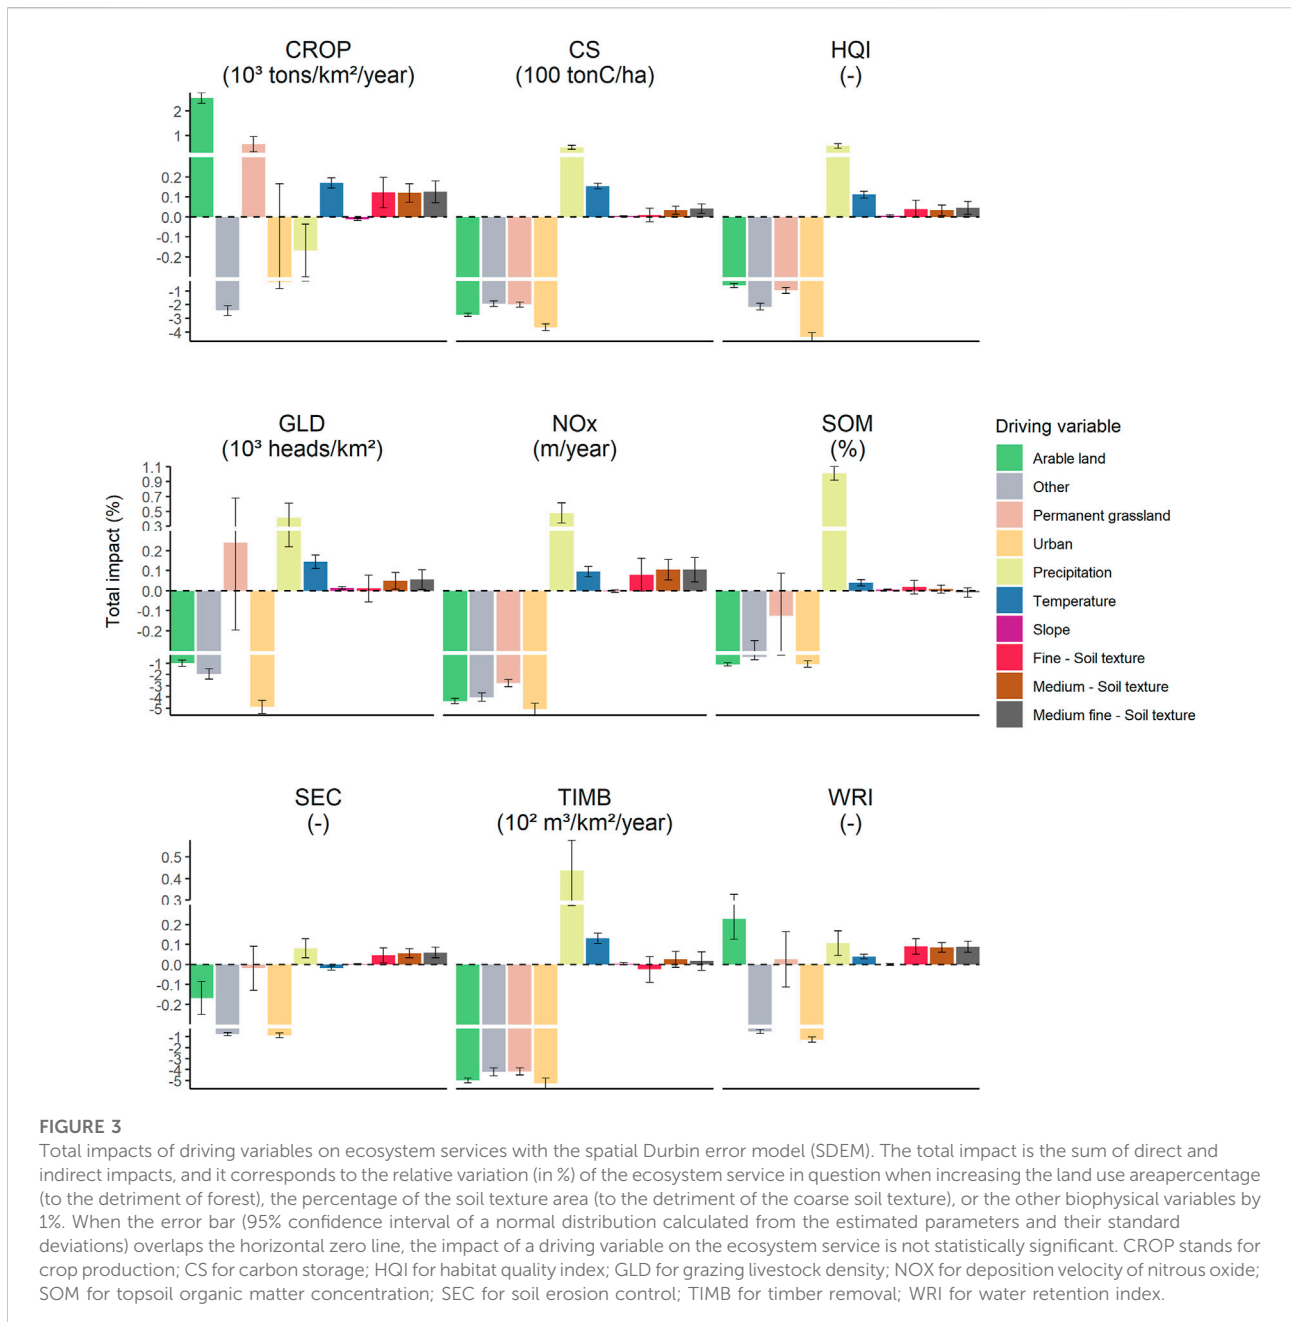 CROP
(10³ tons/km²/year)
CS
(100 tonC/ha)
HQI
(-)
2
1
0.2
0.1
0.0
-0.1
-0.2
-1
-2
-3
-4
GLD
(10³ heads/km²)
NOx
(m/year)
SOM
(%)
Total impact (%)
1.1
0.9
0.7
0.5
0.3
0.2
0.1
0.0
-0.1
-0.2
-1
-2
-3
-4
-5
Driving variable
Arable land
Other
Permanent grassland
Urban
Precipitation
Temperature
Slope
Fine - Soil texture
Medium - Soil texture
Medium fine - Soil texture
SEC
(-)
TIMB
(10² m³/km²/year)
WRI
(-)
0.5
0.4
0.3
0.2
0.1
0.0
-0.1
-0.2
-1
-2
-3
-4
-5
FIGURE 3
Total impacts of driving variables on ecosystem services with the spatial Durbin error model (SDEM). The total impact is the sum of direct and
indirect impacts, and it corresponds to the relative variation (in %) of the ecosystem service in question when increasing the land use areapercentage
(to the detriment of forest), the percentage of the soil texture area (to the detriment of the coarse soil texture), or the other biophysical variables by
1%. When the error bar (95% confidence interval of a normal distribution calculated from the estimated parameters and their standard
deviations) overlaps the horizontal zero line, the impact of a driving variable on the ecosystem service is not statistically significant. CROP stands for
crop production; CS for carbon storage; HQI for habitat quality index; GLD for grazing livestock density; NOX for deposition velocity of nitrous oxide;
SOM for topsoil organic matter concentration; SEC for soil erosion control; TIMB for timber removal; WRI for water retention index.